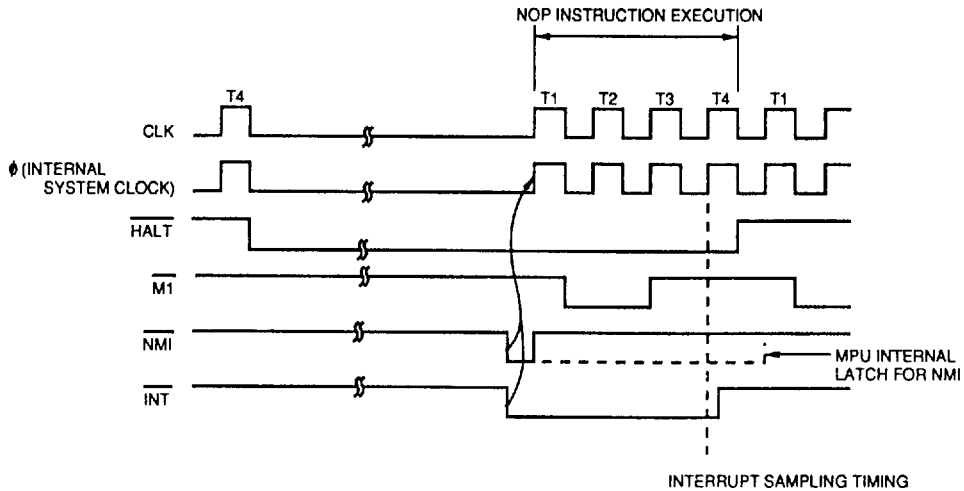 NOP INSTRUCTION EXECUTION
T4 T1 T2 T3 T4 T1
CLK
ϕ (INTERNAL
SYSTEM CLOCK)
HALT
M1
NMI
MPU INTERNAL
LATCH FOR NMI
INT
INTERRUPT SAMPLING TIMING